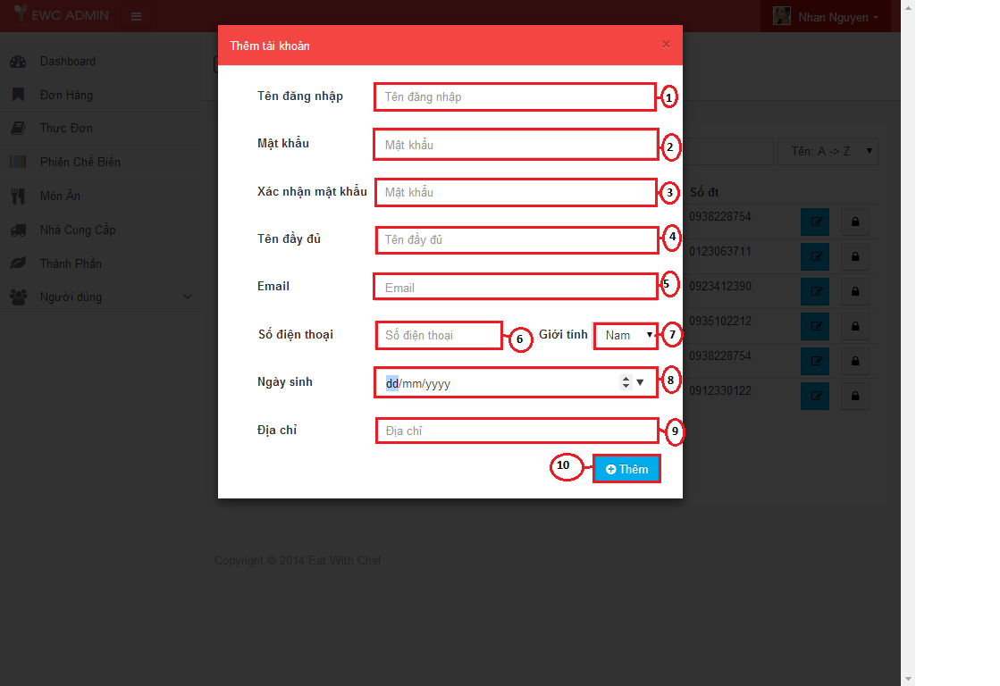 EWC ADMIN
Nhan Nguyen
Dashboard
Đơn Hàng
Thực Đơn
Phiên Chế Biến
Món Ăn
Nhà Cung Cấp
Thành Phần
Người dùng
Thêm tài khoản
×
Tên đăng nhập Tên đăng nhập 1
Mật khẩu Mật khẩu 2
Xác nhận mật khẩu Mật khẩu 3
Tên đầy đủ Tên đầy đủ 4
Email Email 5
Số điện thoại Số điện thoại 6 Giới tính Nam 7
Ngày sinh dd/mm/yyyy 8
Địa chỉ Địa chỉ 9
10 Thêm
Tên: A -> Z
Số đt
0938228754
0123063711
0923412390
0935102212
0938228754
0912330122
Copyright © 2014 Eat With Chef